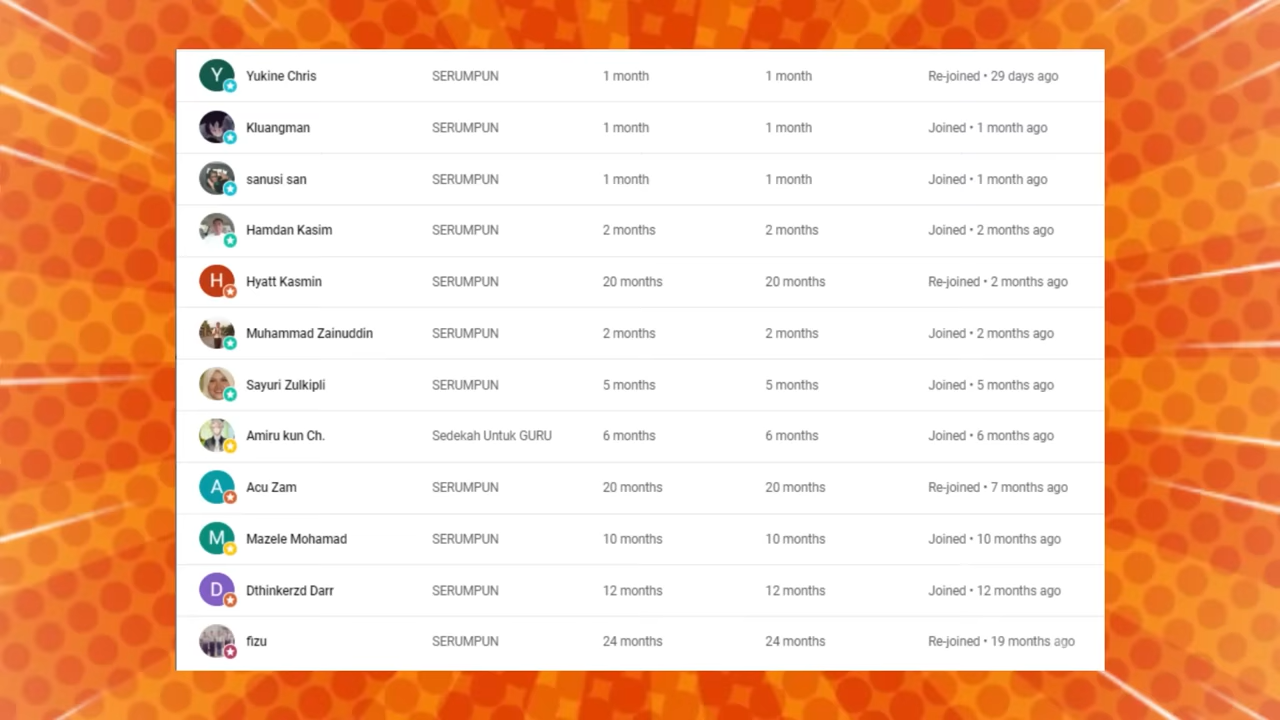 Y Yukine Chris SERUMPUN 1 month 1 month Re-joined • 29 days ago
Kluangman SERUMPUN 1 month 1 month Joined • 1 month ago
sanusi san SERUMPUN 1 month 1 month Joined • 1 month ago
Hamdan Kasim SERUMPUN 2 months 2 months Joined • 2 months ago
H Hyatt Kasmin SERUMPUN 20 months 20 months Re-joined • 2 months ago
Muhammad Zainuddin SERUMPUN 2 months 2 months Joined • 2 months ago
Sayuri Zulkipli SERUMPUN 5 months 5 months Joined • 5 months ago
Amiru kun Ch. Sedekah Untuk GURU 6 months 6 months Joined • 6 months ago
A Acu Zam SERUMPUN 20 months 20 months Re-joined • 7 months ago
M Mazele Mohamad SERUMPUN 10 months 10 months Joined • 10 months ago
D Dthinkerzd Darr SERUMPUN 12 months 12 months Joined • 12 months ago
fizu SERUMPUN 24 months 24 months Re-joined • 19 months ago